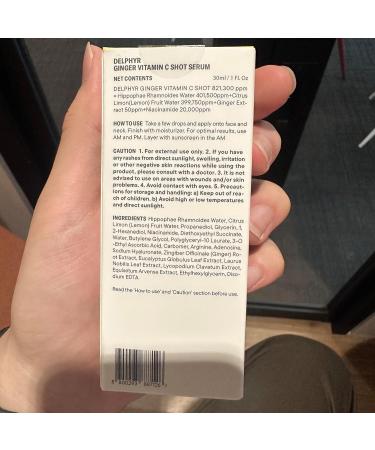 DELPHYR
GINGER VITAMIN C SHOT SERUM
NET CONTENTS 30ml / 1 FL Oz
DELPHYR GINGER VITAMIN C SHOT 821,300 ppm
+ Hippophae Rhamnoides Water 401,500ppm+Citrus
Limon(Lemon) Fruit Water 399,750ppm+Ginger Ext-
ract 50ppm+Niacinamide 20,000ppm
HOW TO USE Take a few drops and apply onto face and
neck. Finish with moisturizer. For optimal results, use
AM and PM. Layer with sunscreen in the AM
CAUTION 1. For external use only. 2. If you have
any rashes from direct sunlight, swelling, irritation
or other negative skin reactions while using the
product, please consult with a doctor. 3. It is not
advised to use on areas with wounds and/or skin
problems. 4. Avoid contact with eyes. 5. Precau-
tions for storage and handling: a) Keep out of rea-
ch of children. b) Avoid high or low temperatures
and direct sunlight.
INGREDIENTS Hippophae Rhamnoides Water, Citrus
Limon (Lemon) Fruit Water, Propanediol, Glycerin, 1,
2-Hexanediol, Niacinamide, Diethoxyethyl Succinate,
Water, Butylene Glycol, Polyglyceryl-10 Laurate, 3-O
-Ethyl Ascorbic Acid, Carbomer, Arginine, Adenosine,
Sodium Hyaluronate, Zingiber Officinale (Ginger) Ro-
ot Extract, Eucalyptus Globulus Leaf Extract, Laurus
Nobilis Leaf Extract, Lycopodium Clavatum Extract,
Equisetum Arvense Extract, Ethylhexylglycerin, Diso-
dium EDTA.
Read the 'How to use' and 'Caution' section before use.